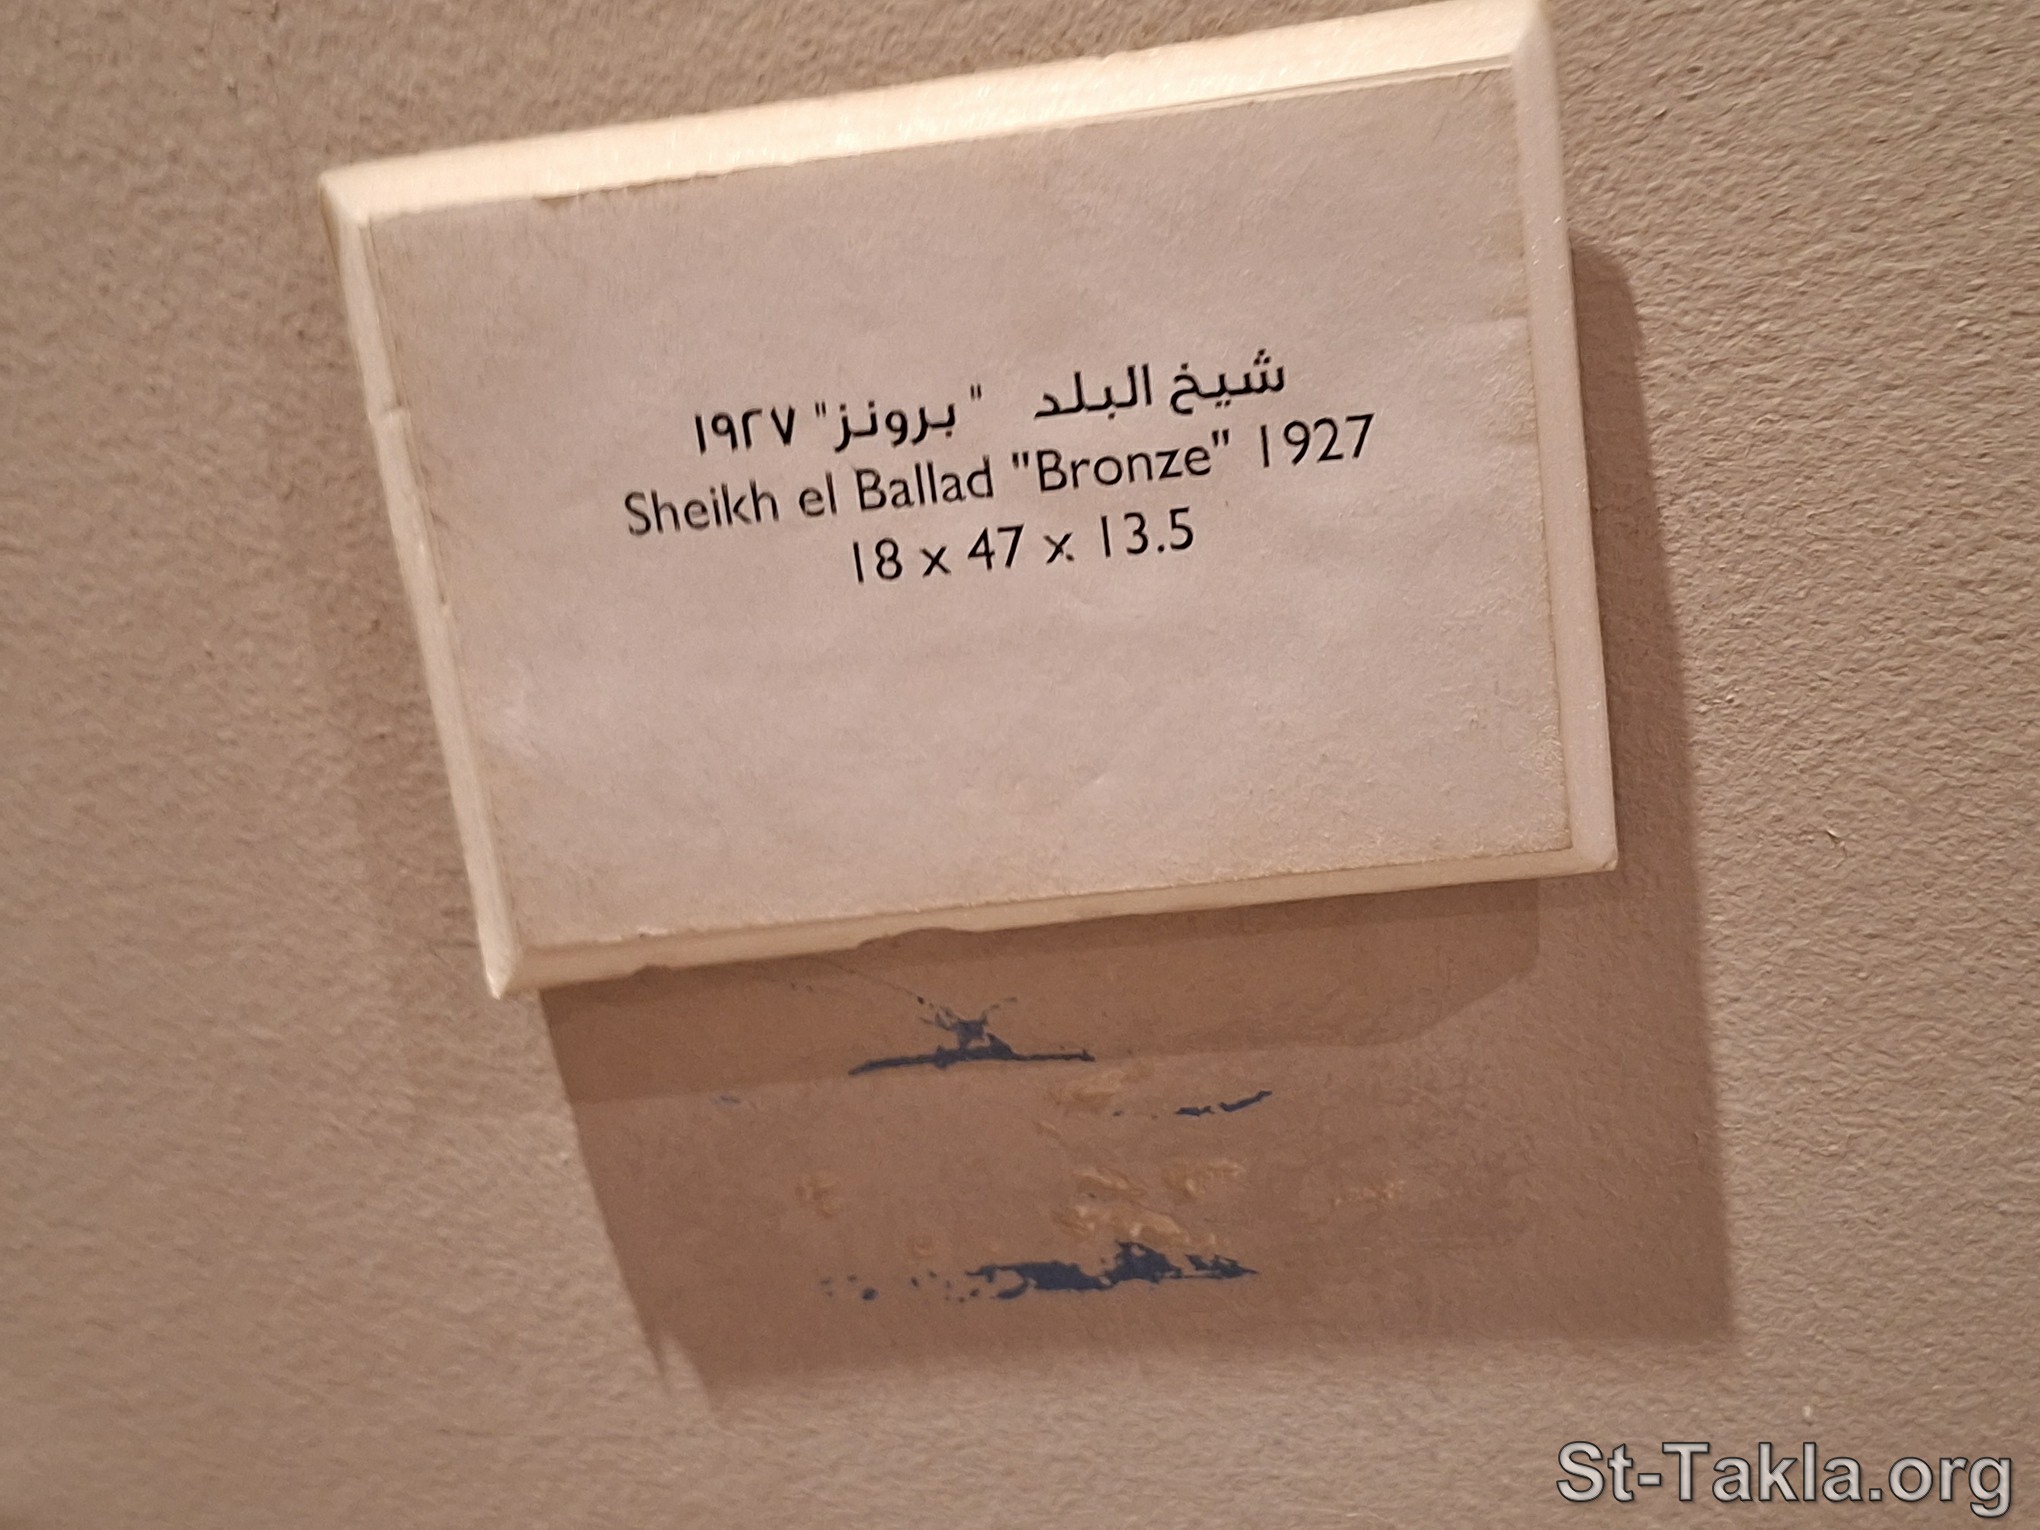 شيخ البلد "برونز" ١٩٢٧
Sheikh el Ballad "Bronze" 1927
18 x 47 x 13.5
St-Takla.org